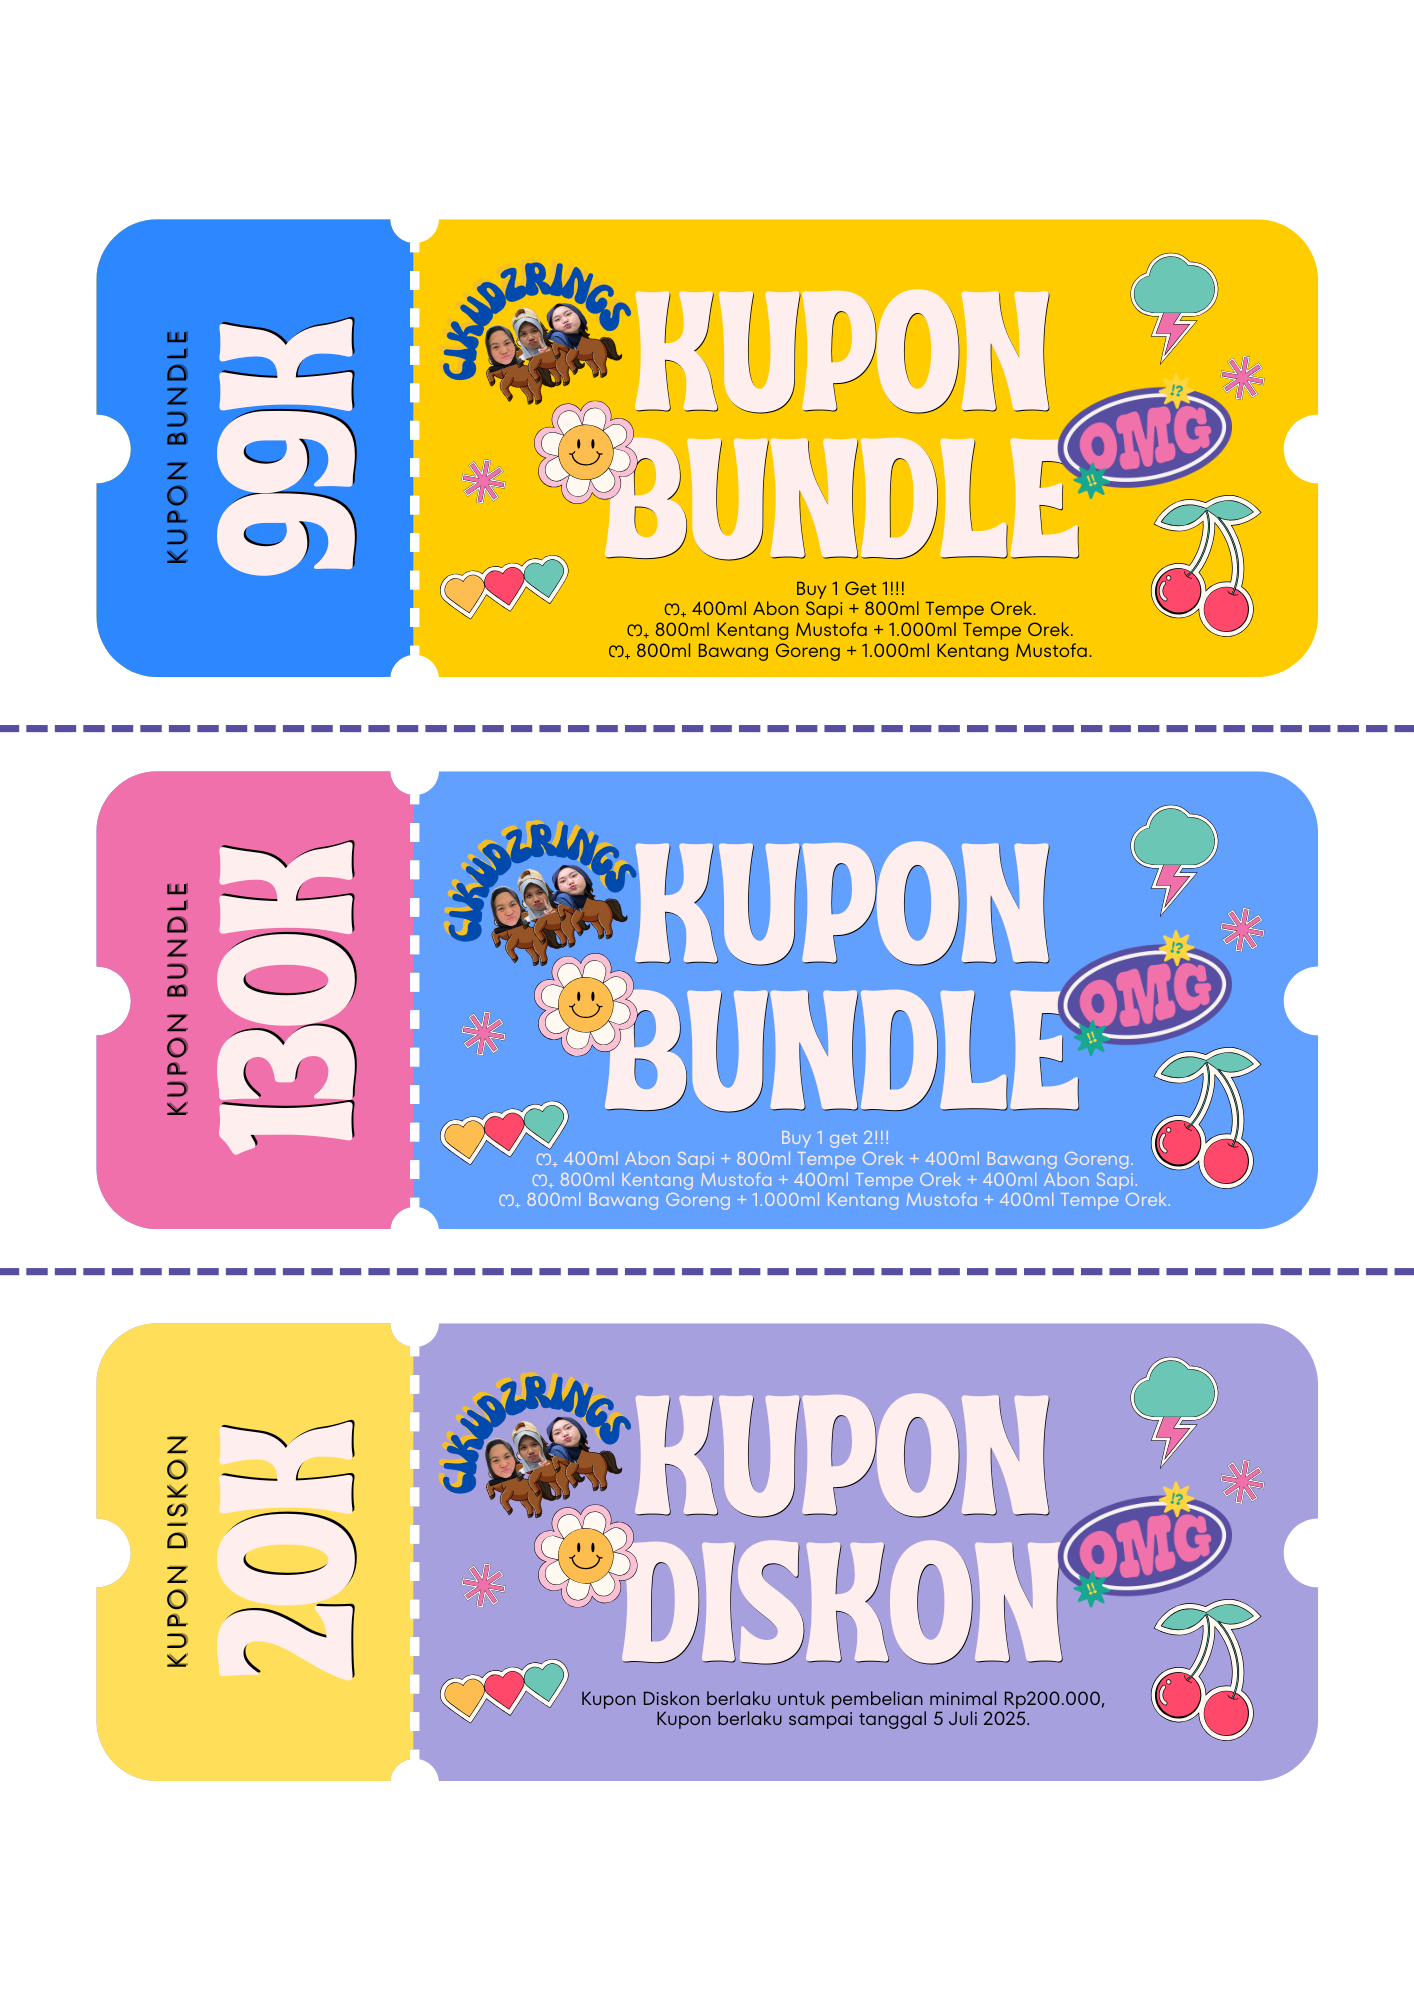 KUPON BUNDLE
99K
CIKUDZRINGS
KUPON
BUNDLE
OMG
!?
!!
Buy 1 Get 1!!!
ෆ₊ 400ml Abon Sapi + 800ml Tempe Orek.
ෆ₊ 800ml Kentang Mustofa + 1.000ml Tempe Orek.
ෆ₊ 800ml Bawang Goreng + 1.000ml Kentang Mustofa.
KUPON BUNDLE
130K
CIKUDZRINGS
KUPON
BUNDLE
OMG
!?
!!
Buy 1 get 2!!!
ෆ₊ 400ml Abon Sapi + 800ml Tempe Orek + 400ml Bawang Goreng.
ෆ₊ 800ml Kentang Mustofa + 400ml Tempe Orek + 400ml Abon Sapi.
ෆ₊ 800ml Bawang Goreng + 1.000ml Kentang Mustofa + 400ml Tempe Orek.
KUPON DISKON
20K
CIKUDZRINGS
KUPON
DISKON
OMG
!?
!!
Kupon Diskon berlaku untuk pembelian minimal Rp200.000,
Kupon berlaku sampai tanggal 5 Juli 2025.